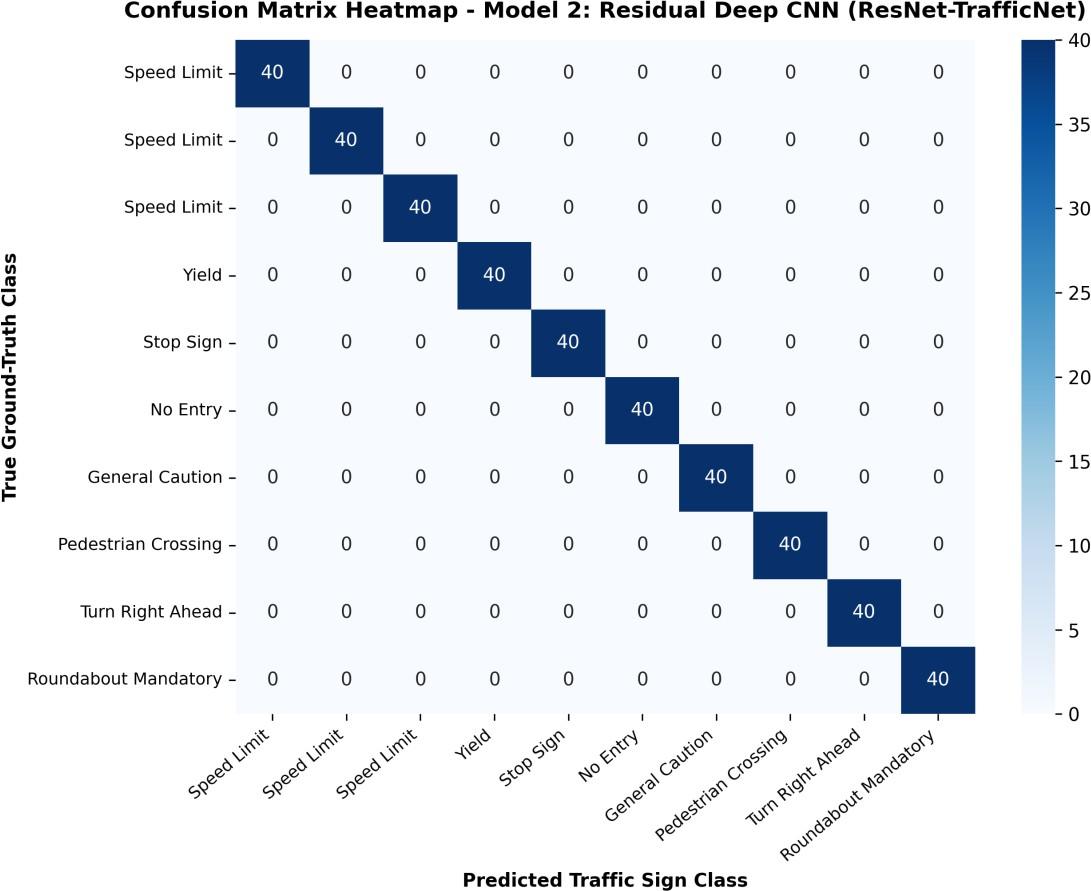 Confusion Matrix Heatmap - Model 2: Residual Deep CNN (ResNet-TrafficNet)
True Ground-Truth Class
Speed Limit 40 0 0 0 0 0 0 0 0 0
Speed Limit 0 40 0 0 0 0 0 0 0 0
Speed Limit 0 0 40 0 0 0 0 0 0 0
Yield 0 0 0 40 0 0 0 0 0 0
Stop Sign 0 0 0 0 40 0 0 0 0 0
No Entry 0 0 0 0 0 40 0 0 0 0
General Caution 0 0 0 0 0 0 40 0 0 0
Pedestrian Crossing 0 0 0 0 0 0 0 40 0 0
Turn Right Ahead 0 0 0 0 0 0 0 0 40 0
Roundabout Mandatory 0 0 0 0 0 0 0 0 0 40
Speed Limit
Speed Limit
Speed Limit
Yield
Stop Sign
No Entry
General Caution
Pedestrian Crossing
Turn Right Ahead
Roundabout Mandatory
Predicted Traffic Sign Class
40
35
30
25
20
15
10
5
0